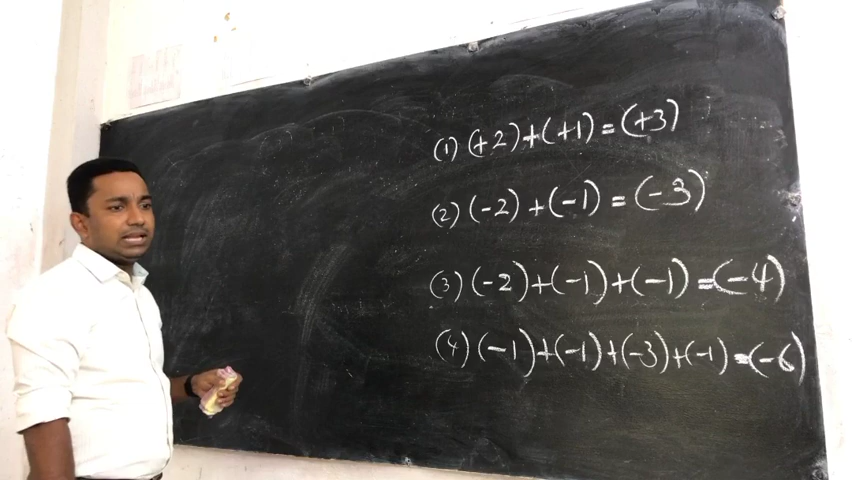 (1) (+2)+(+1)=(+3)
(2) (-2)+(-1)=(-3)
(3) (-2)+(-1)+(-1)=(-4)
(4) (-1)+(-1)+(-3)+(-1)=(-6)